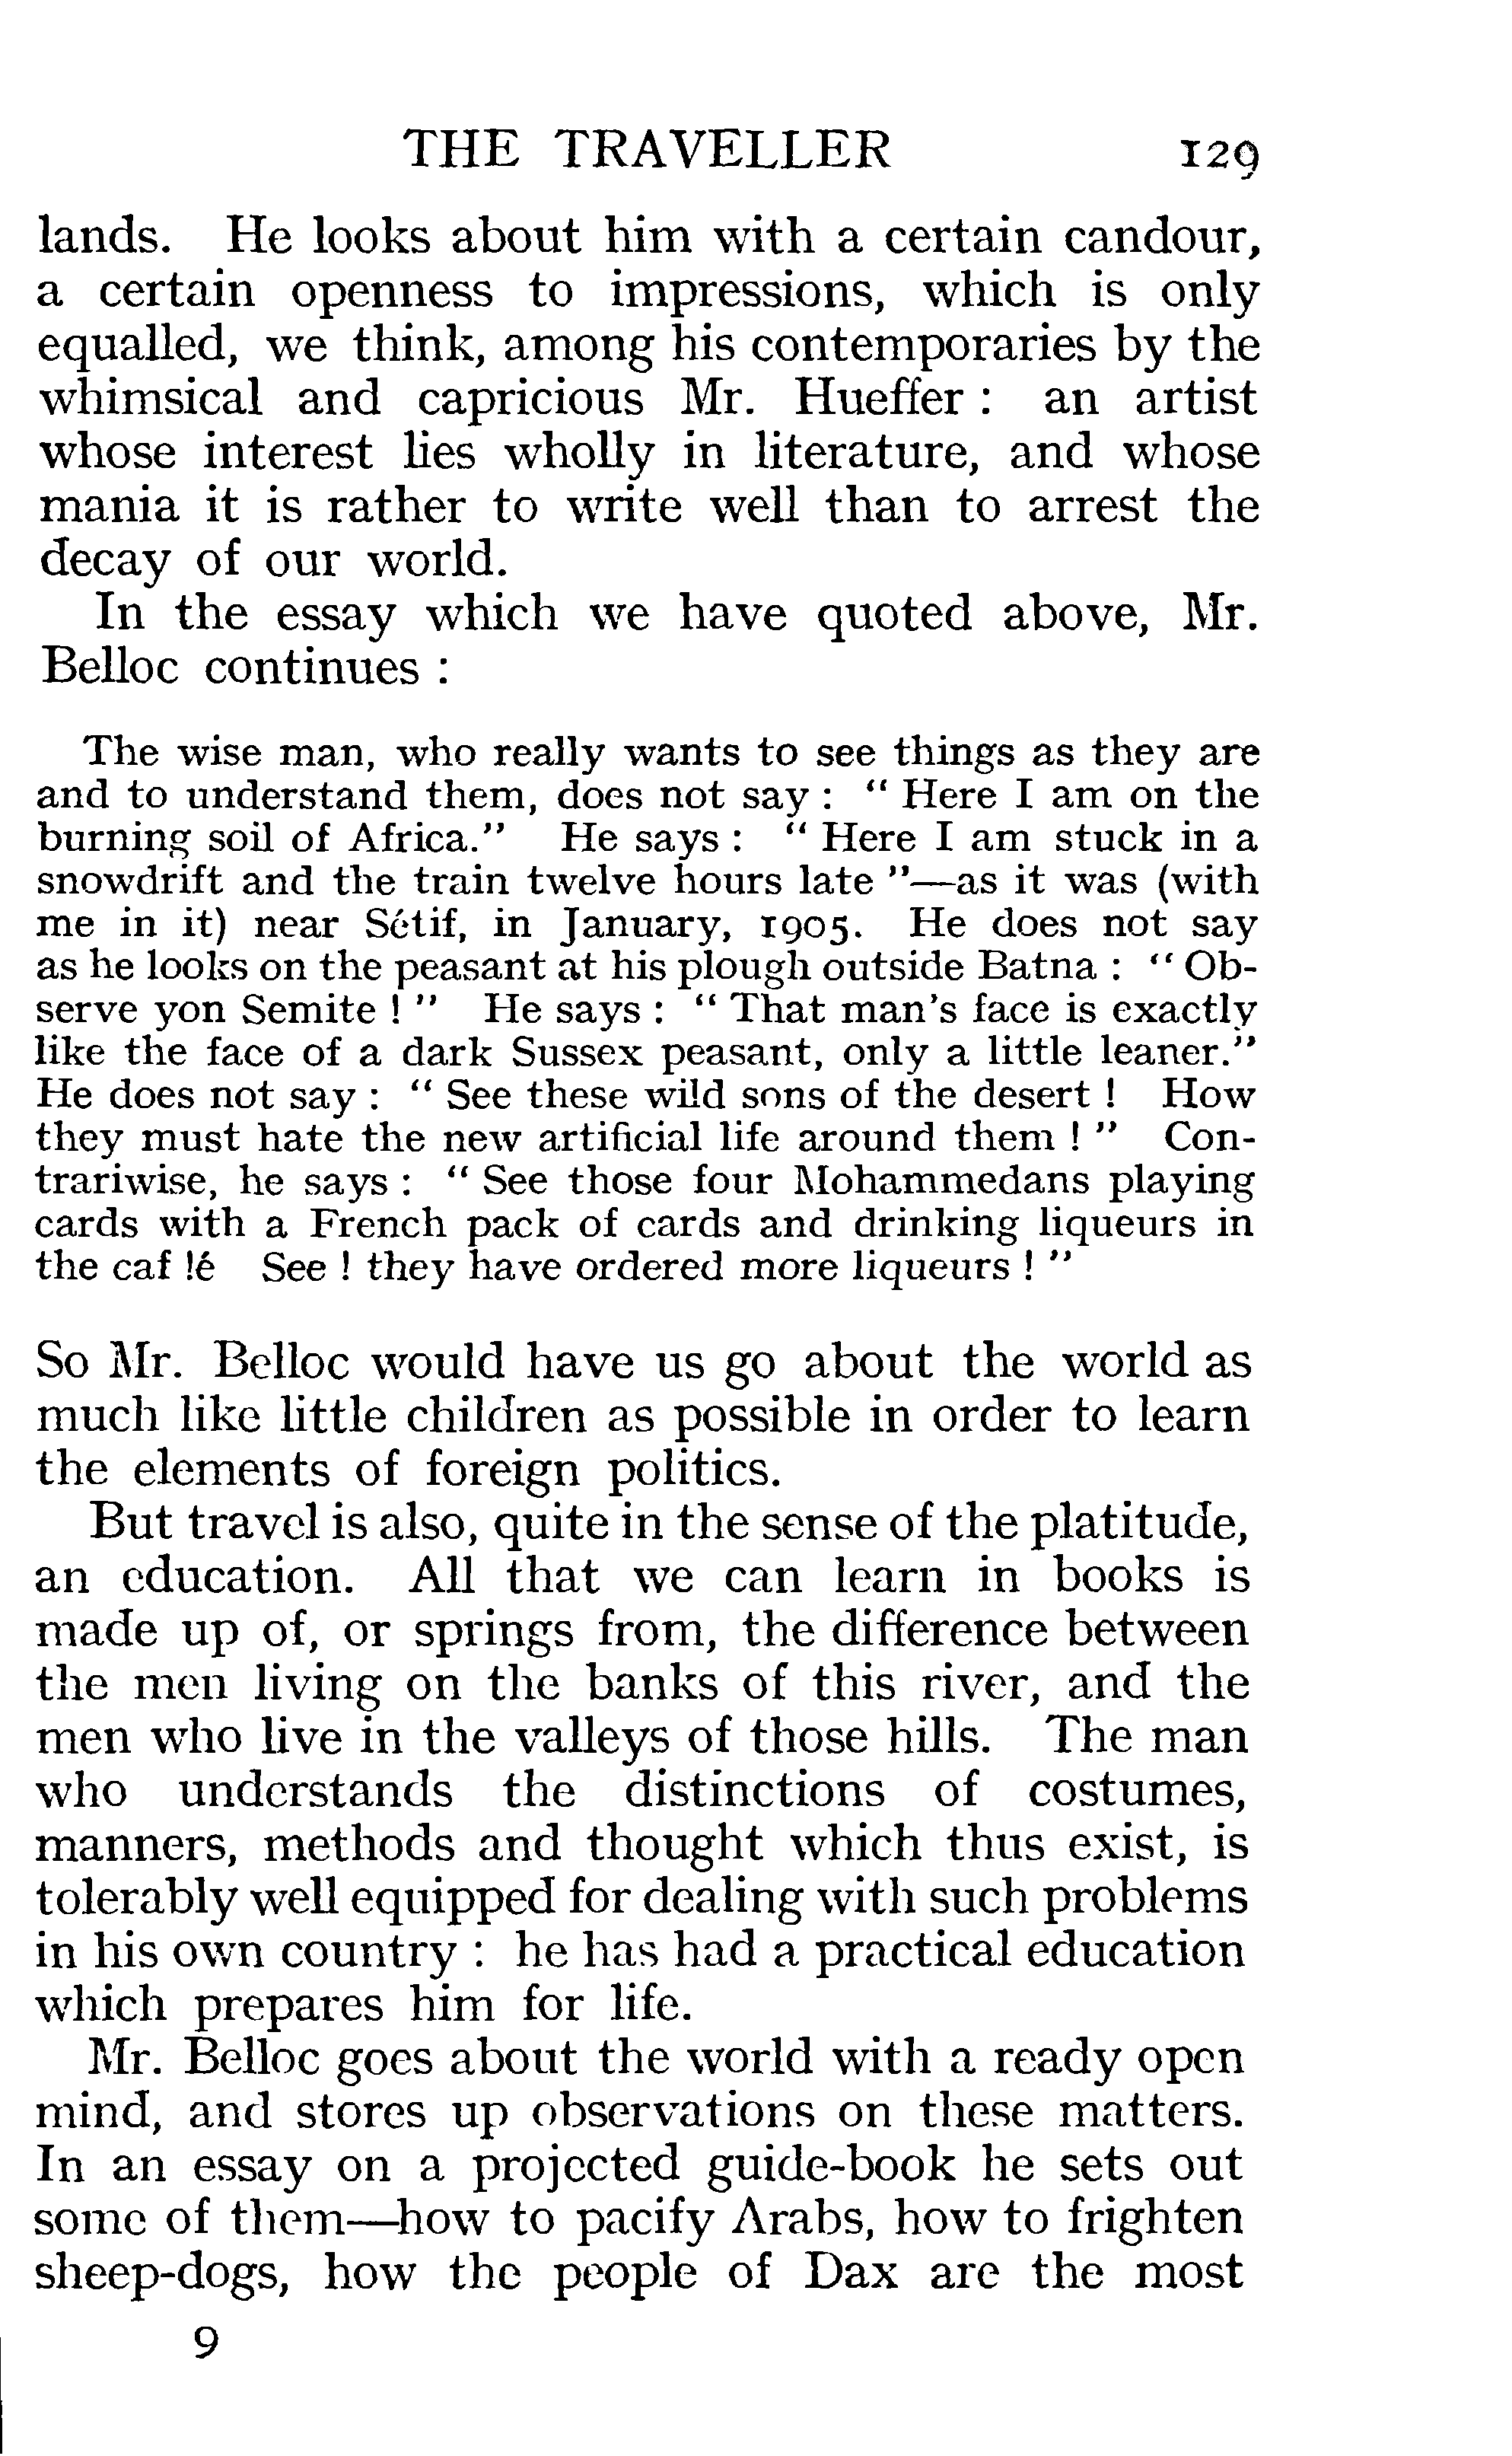 THE TRAVELLER 129
lands. He looks about him with a certain candour,
a certain openness to impressions, which is only
equalled, we think, among his contemporaries by the
whimsical and capricious Mr. Hueffer : an artist
whose interest lies wholly in literature, and whose
mania it is rather to write well than to arrest the
decay of our world.
In the essay which we have quoted above, Mr.
Belloc continues :
The wise man, who really wants to see things as they are
and to understand them, does not say : “ Here I am on the
burning soil of Africa.” He says : “ Here I am stuck in a
snowdrift and the train twelve hours late ”—as it was (with
me in it) near Sétif, in January, 1905. He does not say
as he looks on the peasant at his plough outside Batna : “ Ob-
serve yon Semite ! ” He says : “ That man’s face is exactly
like the face of a dark Sussex peasant, only a little leaner.”
He does not say : “ See these wild sons of the desert ! How
they must hate the new artificial life around them ! ” Con-
trariwise, he says : “ See those four Mohammedans playing
cards with a French pack of cards and drinking liqueurs in
the caf !é See ! they have ordered more liqueurs ! ”
So Mr. Belloc would have us go about the world as
much like little children as possible in order to learn
the elements of foreign politics.
But travel is also, quite in the sense of the platitude,
an education. All that we can learn in books is
made up of, or springs from, the difference between
the men living on the banks of this river, and the
men who live in the valleys of those hills. The man
who understands the distinctions of costumes,
manners, methods and thought which thus exist, is
tolerably well equipped for dealing with such problems
in his own country : he has had a practical education
which prepares him for life.
Mr. Belloc goes about the world with a ready open
mind, and stores up observations on these matters.
In an essay on a projected guide-book he sets out
some of them—how to pacify Arabs, how to frighten
sheep-dogs, how the people of Dax are the most
9